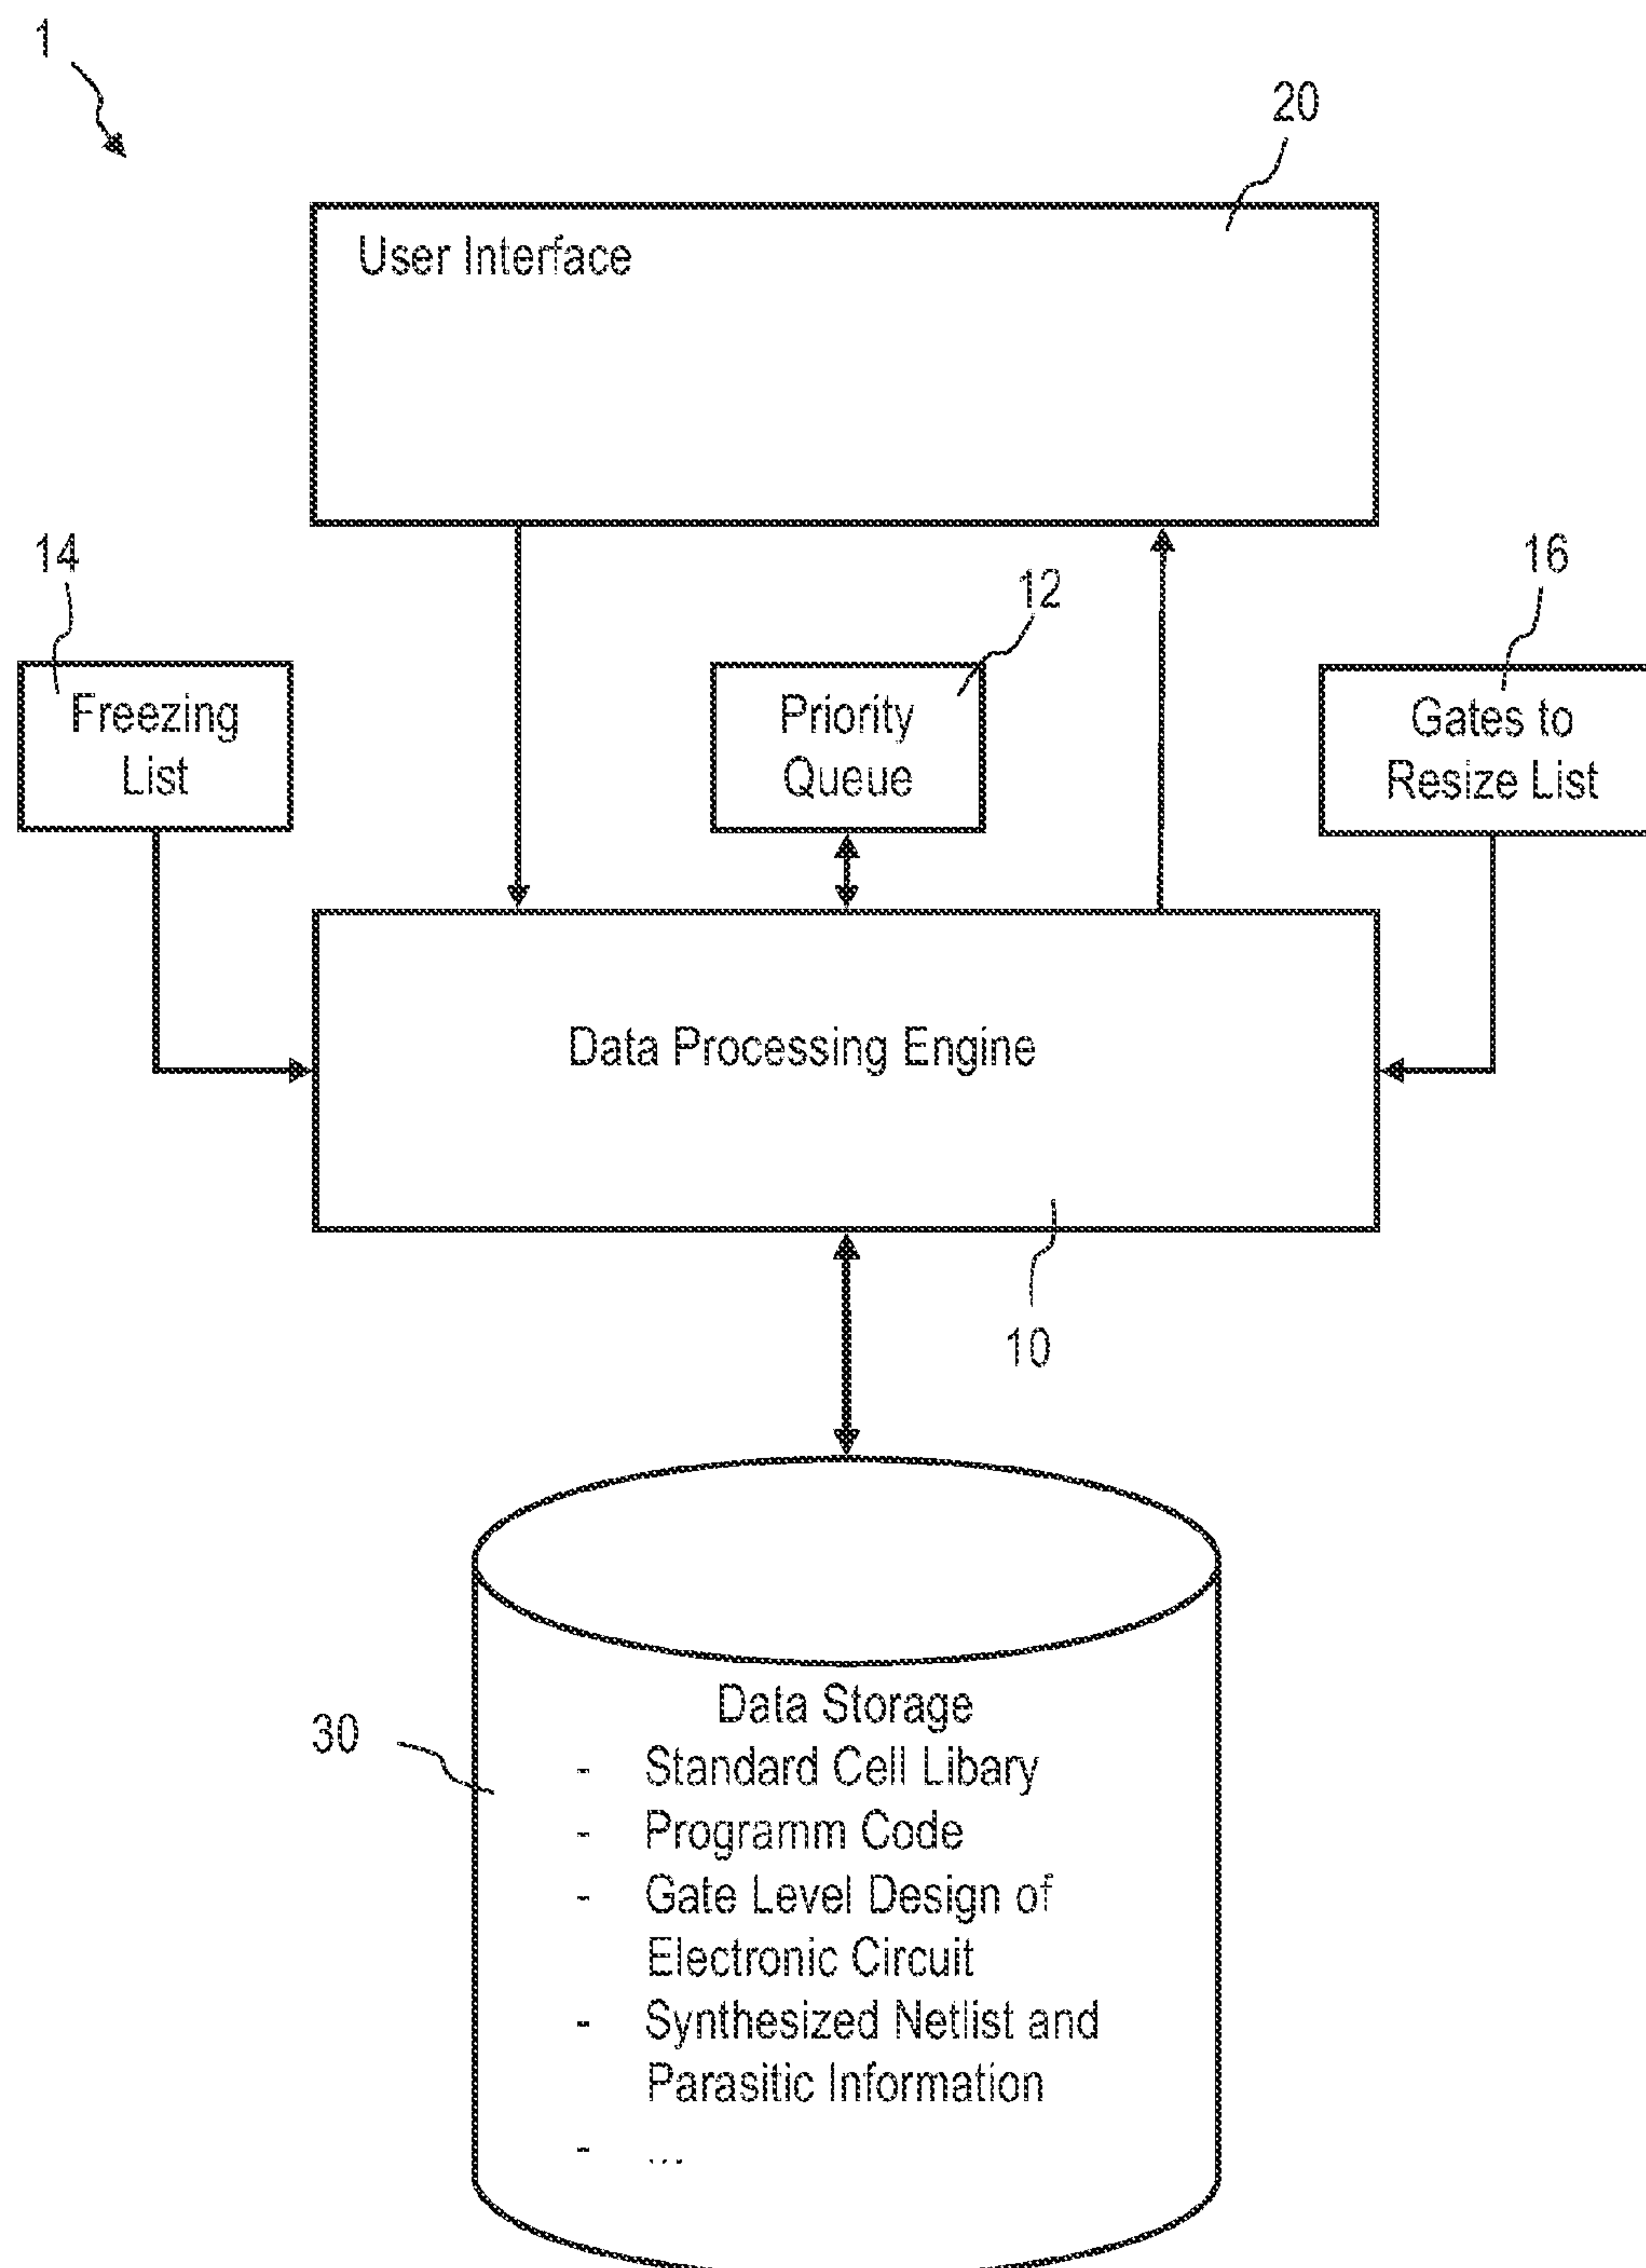 1
20
User Interface
14
12
16
Freezing
List
Priority
Queue
Gates to
Resize List
Data Processing Engine
10
Data Storage
30
- Standard Cell Libary
- Programm Code
- Gate Level Design of
Electronic Circuit
- Synthesized Netlist and
Parasitic Information
- ...